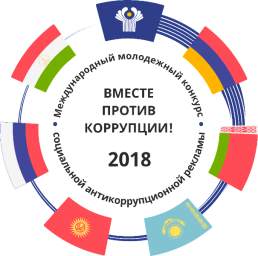 Международный молодежный конкурс
ВМЕСТЕ
ПРОТИВ
КОРРУПЦИИ!
2018
социальной антикоррупционной рекламы